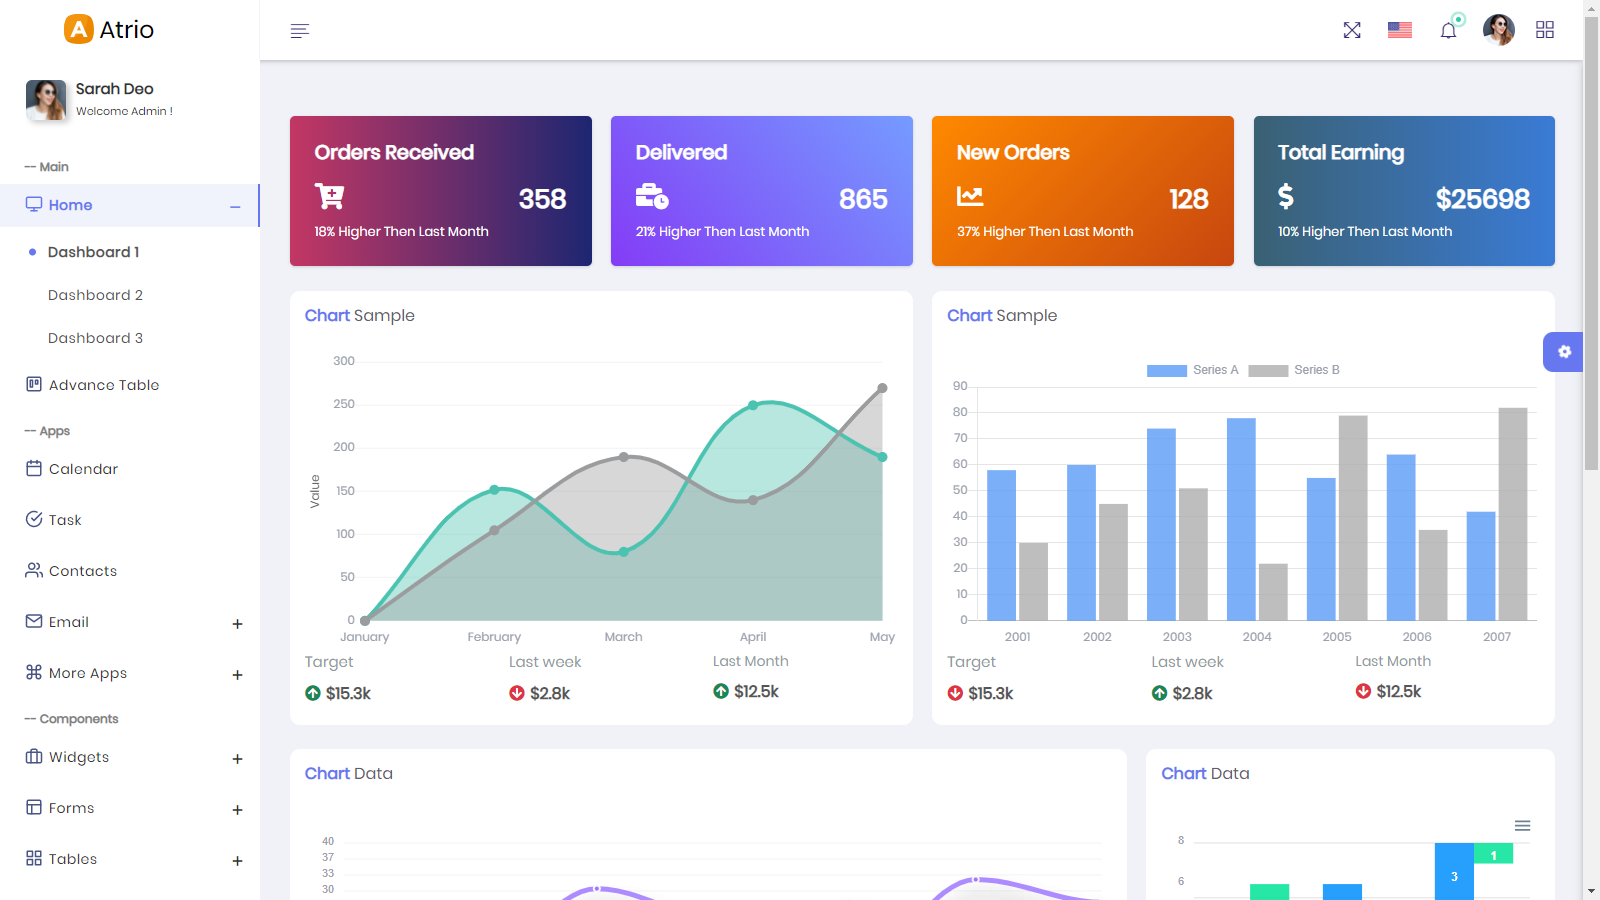 A Atrio
Sarah Deo
Welcome Admin !
-- Main
Home
Dashboard 1
Dashboard 2
Dashboard 3
Advance Table
-- Apps
Calendar
Task
Contacts
Email
More Apps
-- Components
Widgets
Forms
Tables
Orders Received
358
18% Higher Then Last Month
Delivered
865
21% Higher Then Last Month
New Orders
128
37% Higher Then Last Month
Total Earning
$25698
10% Higher Then Last Month
Chart Sample
Value
300
250
200
150
100
50
0
January February March April May
Target Last week Last Month
$15.3k $2.8k $12.5k
Chart Sample
Series A Series B
90
80
70
60
50
40
30
20
10
0
2001 2002 2003 2004 2005 2006 2007
Target Last week Last Month
$15.3k $2.8k $12.5k
Chart Data
40
37
33
30
Chart Data
8
6
3
1